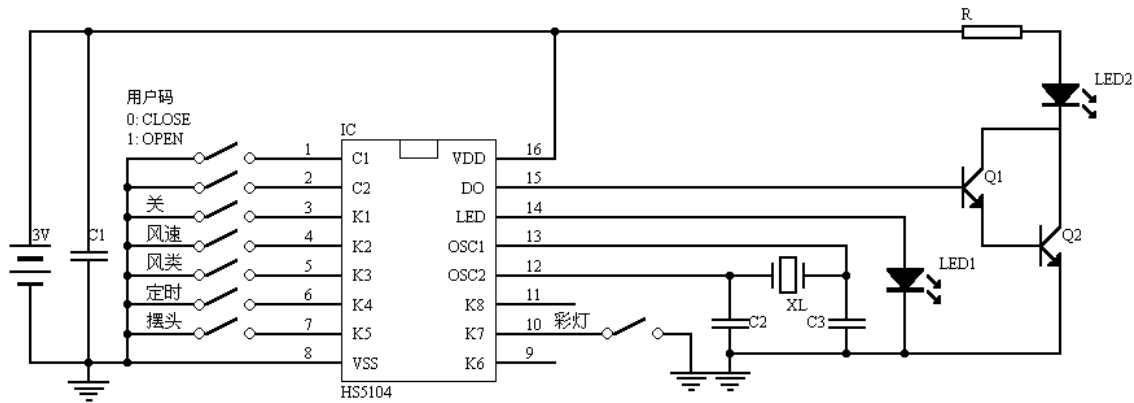 R
LED2
用户码
0: CLOSE
1: OPEN
IC
1 C1 VDD 16
2 C2 DO 15
Q1
关 3 K1 LED 14
3V C1 风速 4 K2 OSC1 13
Q2
风类 5 K3 OSC2 12
LED1
定时 6 K4 K8 11
XL
摆头 7 K5 K7 10 彩灯
C2 C3
8 VSS K6 9
HS5104